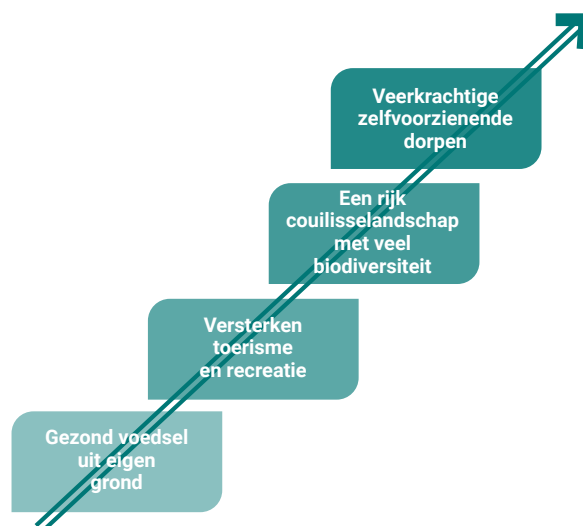 Veerkrachtige
zelfvoorzienende
dorpen
Een rijk
couilisselandschap
met veel
biodiversiteit
Versterken
toerisme
en recreatie
Gezond voedsel
uit eigen
grond